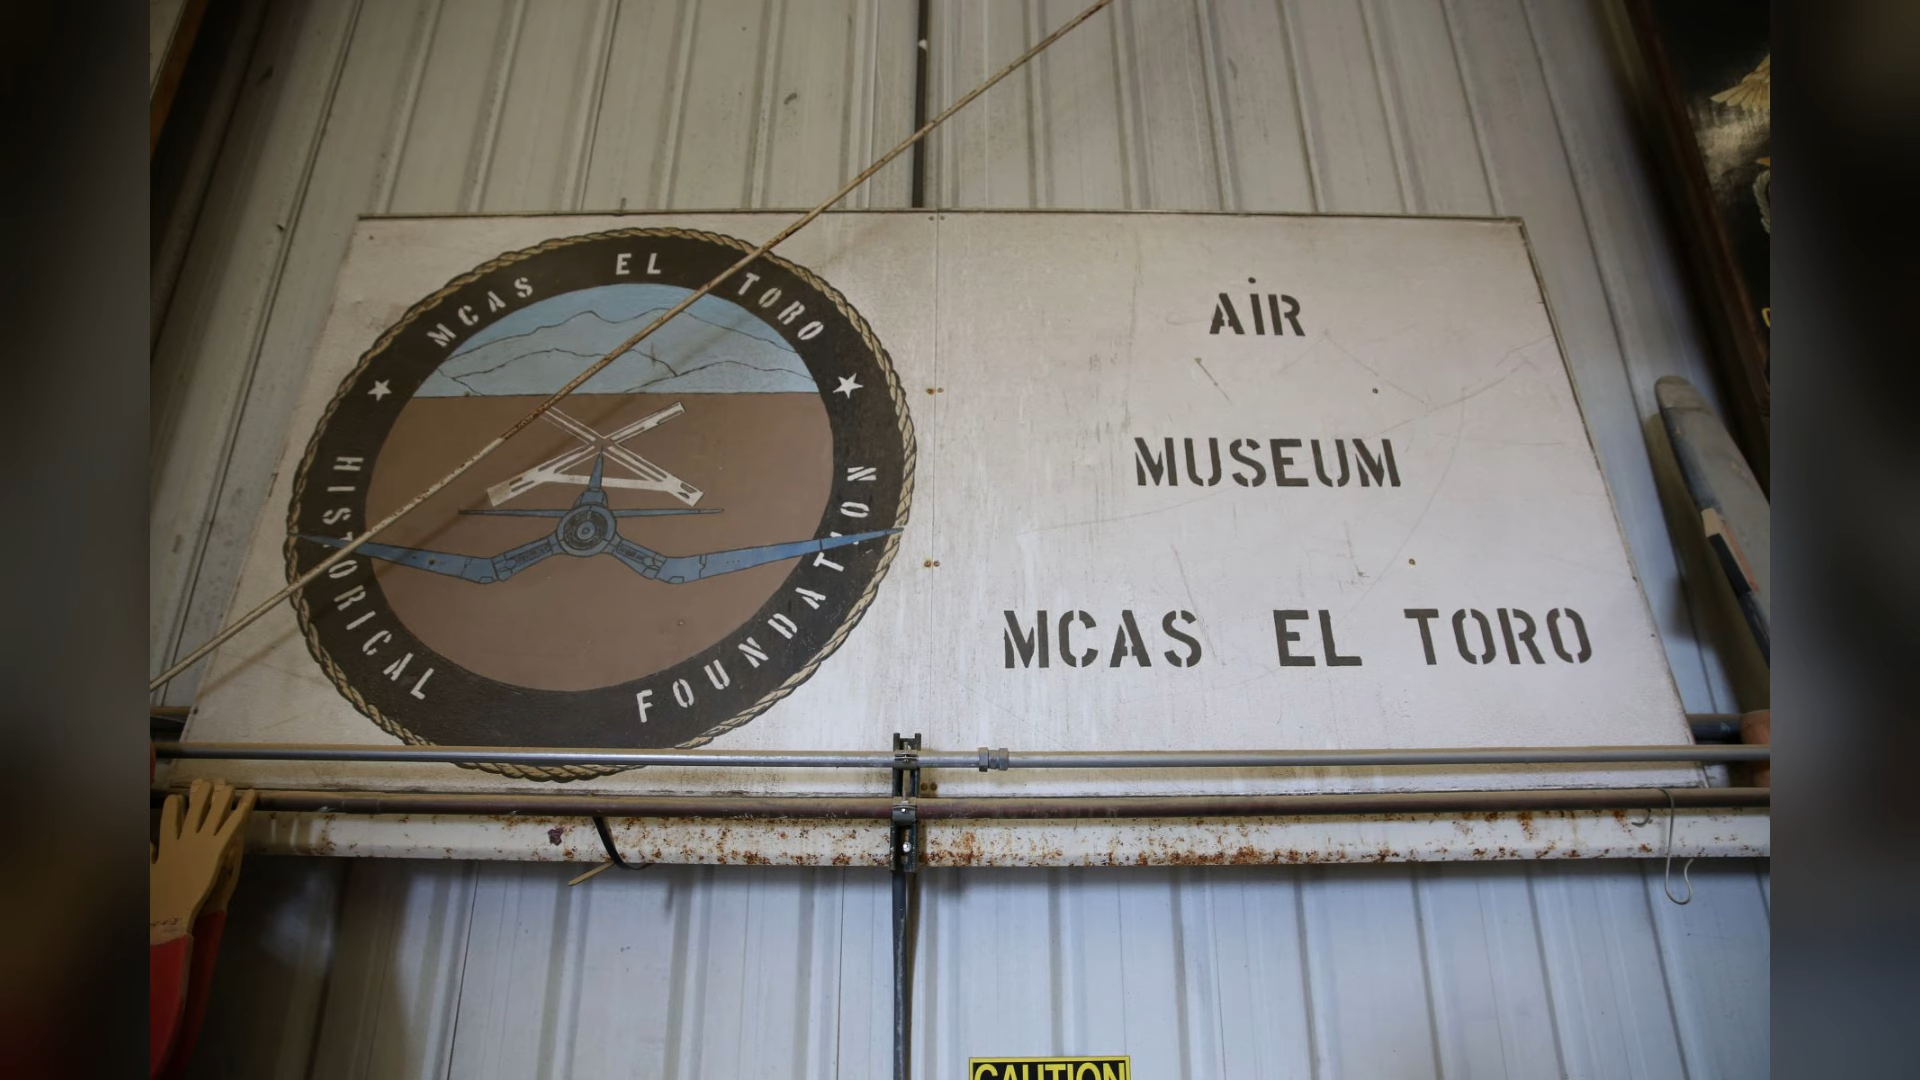 MCAS EL TORO
HISTORICAL FOUNDATION
AiR
MUSEUM
MCAS EL TORO
CAUTION